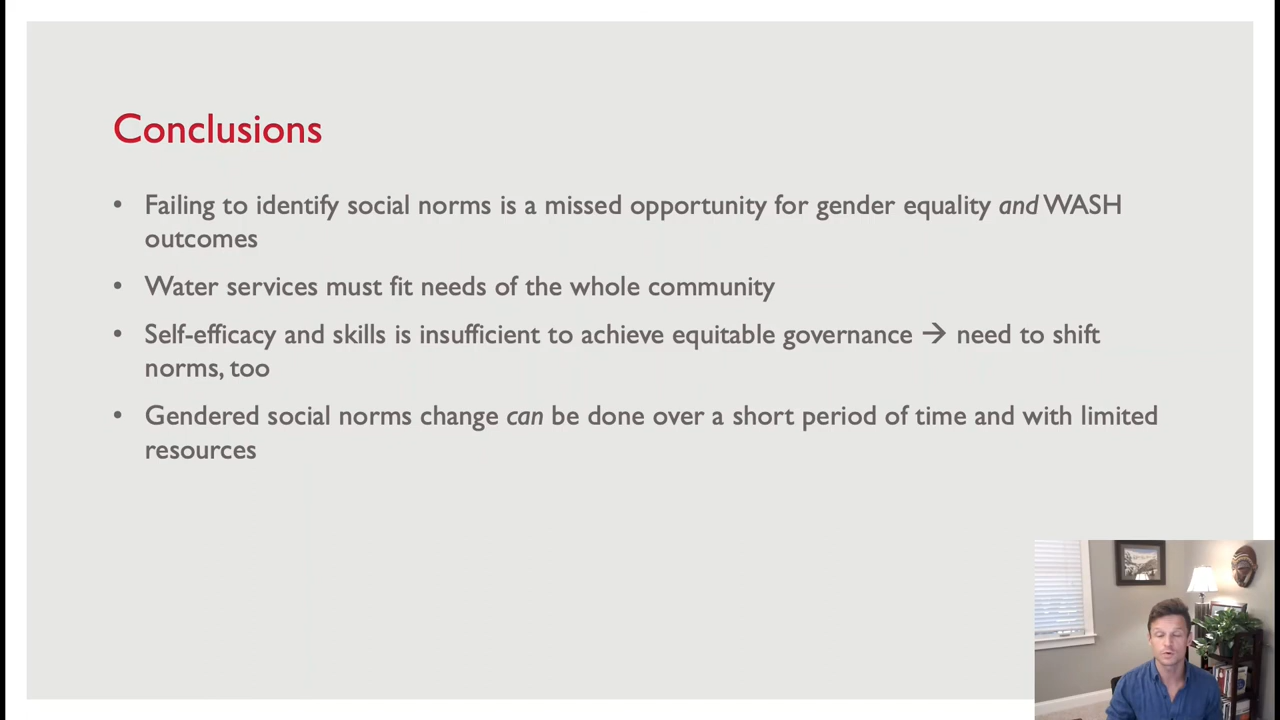 Conclusions
• Failing to identify social norms is a missed opportunity for gender equality and WASH
outcomes
• Water services must fit needs of the whole community
• Self-efficacy and skills is insufficient to achieve equitable governance → need to shift
norms, too
• Gendered social norms change can be done over a short period of time and with limited
resources